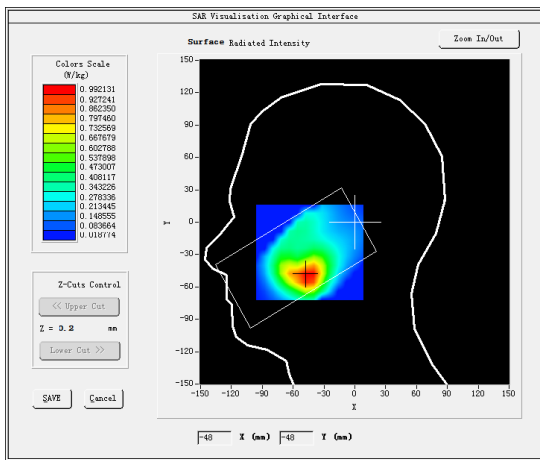 SAR Visualisation Graphical Interface
Surface Radiated Intensity
Zoom In/Out
Colors Scale
(W/kg)
0.992131
0.927241
0.862350
0.797460
0.732569
0.667679
0.602788
0.537898
0.473007
0.408117
0.343226
0.278336
0.213445
0.148555
0.083664
0.018774
150
120
90
60
30
0
-30
-60
-90
-120
-150
Y
-150 -120 -90 -60 -30 0 30 60 90 120 150
X
Z-Cuts Control
<< Upper Cut
Z = 0.2 mm
Lower Cut >>
SAVE
Cancel
-48 X (mm) -48 Y (mm)